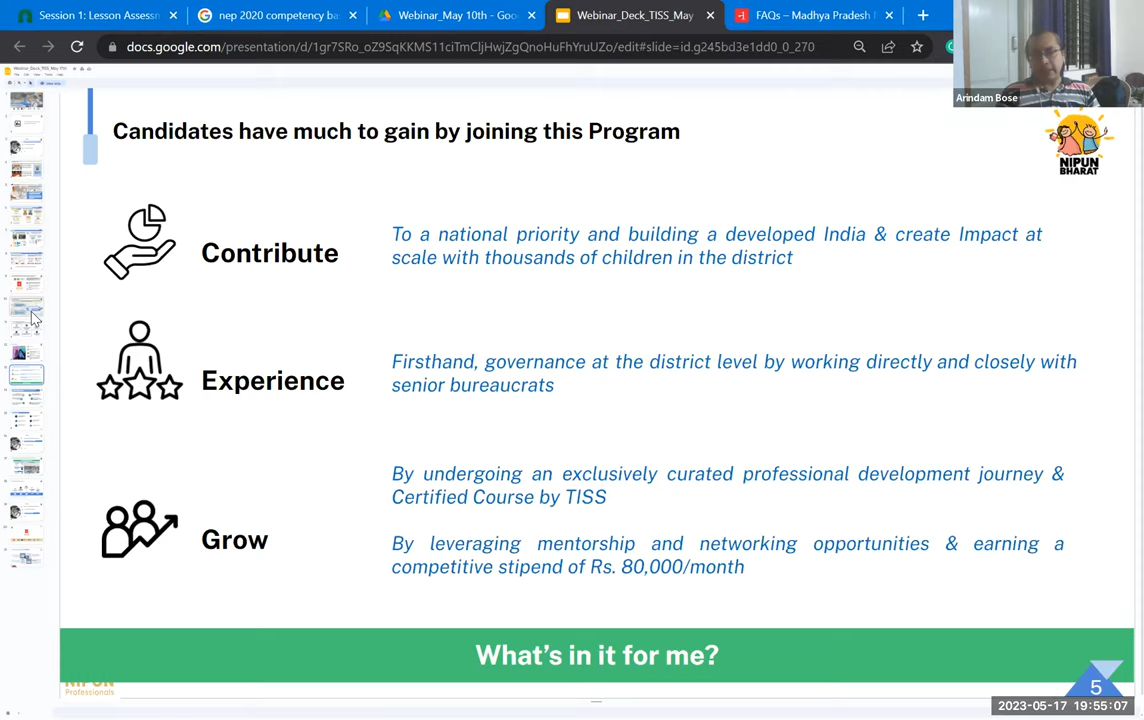 Session 1: Lesson Assessn
nep 2020 competency ba
Webinar_May 10th - Goo
Webinar_Deck_TISS_May
FAQs – Madhya Pradesh
docs.google.com/presentation/d/1gr7SRo_oZ9SqKKMS11ciTmCljHwjZgQnoHuFhYruUZo/edit#slide=id.g245bd3e1dd0_0_270
Arindam Bose
Candidates have much to gain by joining this Program
NIPUN
BHARAT
Contribute
To a national priority and building a developed India & create Impact at
scale with thousands of children in the district
Experience
Firsthand, governance at the district level by working directly and closely with
senior bureaucrats
Grow
By undergoing an exclusively curated professional development journey &
Certified Course by TISS
By leveraging mentorship and networking opportunities & earning a
competitive stipend of Rs. 80,000/month
What's in it for me?
NIPUN
Professionals
5
2023-05-17 19:55:07